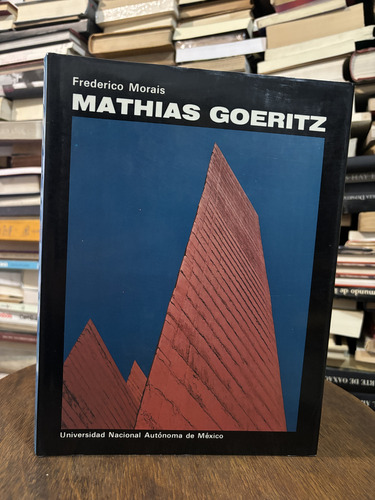 Frederico Morais
MATHIAS GOERITZ
Universidad Nacional Autónoma de México